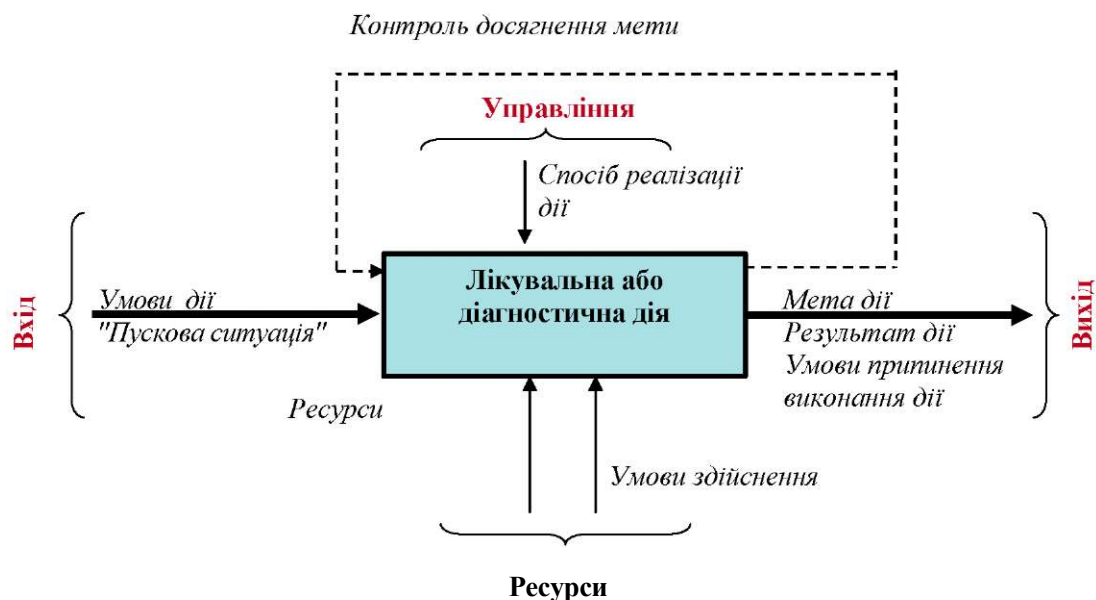 Контроль досягнення мети
Управління
Спосіб реалізації
дії
Вхід
Умови дії
"Пускова ситуація"
Лікувальна або
діагностична дія
Мета дії
Результат дії
Умови припинення
виконання дії
Вихід
Ресурси
Умови здійснення
Ресурси